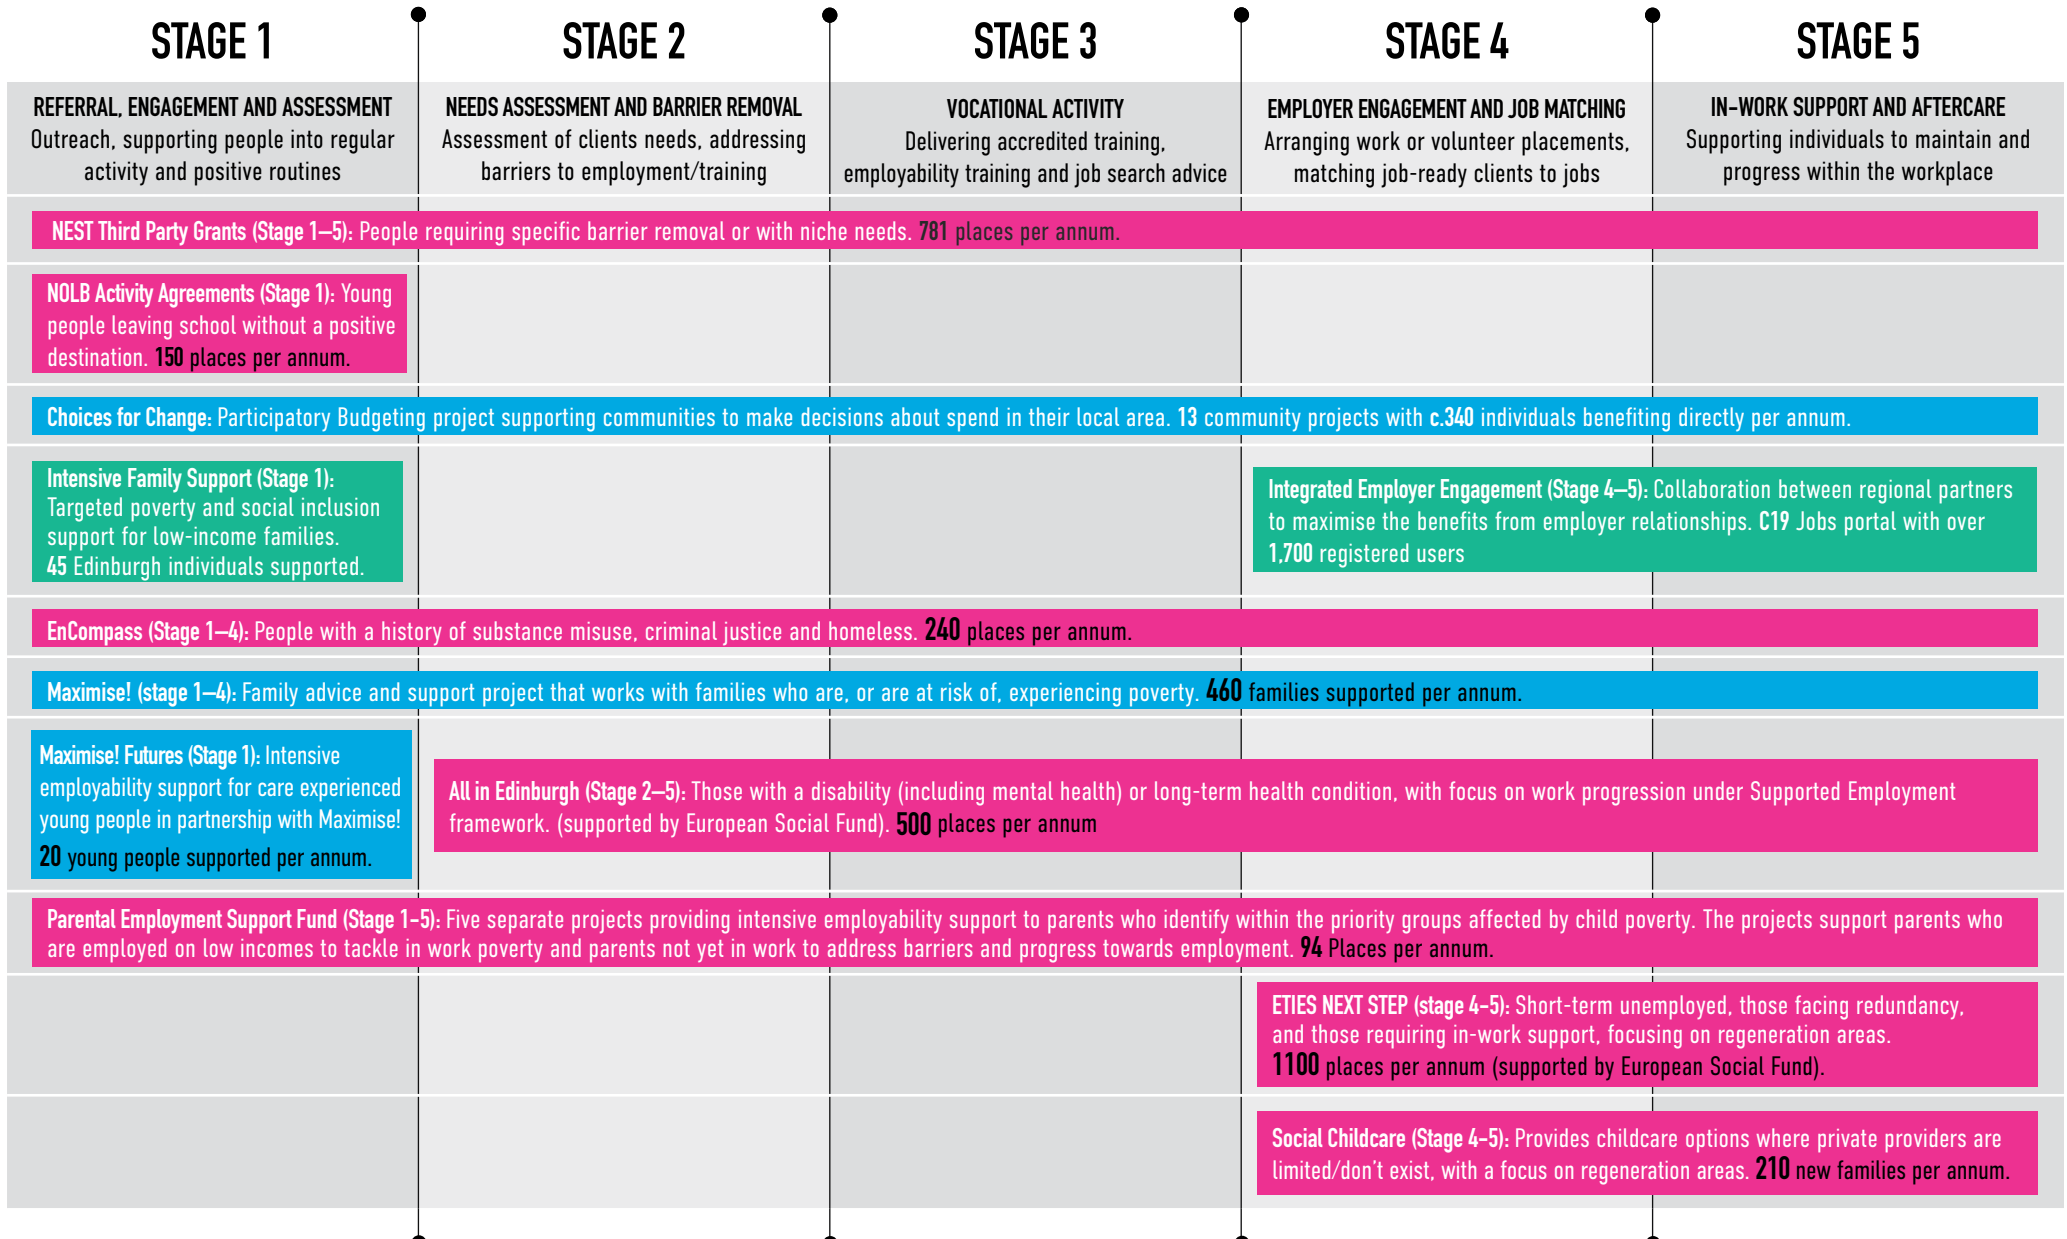 STAGE 1
STAGE 2
STAGE 3
STAGE 4
STAGE 5
REFERRAL, ENGAGEMENT AND ASSESSMENT
Outreach, supporting people into regular
activity and positive routines
NEEDS ASSESSMENT AND BARRIER REMOVAL
Assessment of clients needs, addressing
barriers to employment/training
VOCATIONAL ACTIVITY
Delivering accredited training,
employability training and job search advice
EMPLOYER ENGAGEMENT AND JOB MATCHING
Arranging work or volunteer placements,
matching job-ready clients to jobs
IN-WORK SUPPORT AND AFTERCARE
Supporting individuals to maintain and
progress within the workplace
NEST Third Party Grants (Stage 1–5): People requiring specific barrier removal or with niche needs. 781 places per annum.
NOLB Activity Agreements (Stage 1): Young
people leaving school without a positive
destination. 150 places per annum.
Choices for Change: Participatory Budgeting project supporting communities to make decisions about spend in their local area. 13 community projects with c.340 individuals benefiting directly per annum.
Intensive Family Support (Stage 1):
Targeted poverty and social inclusion
support for low-income families.
45 Edinburgh individuals supported.
Integrated Employer Engagement (Stage 4–5): Collaboration between regional partners
to maximise the benefits from employer relationships. C19 Jobs portal with over
1,700 registered users
EnCompass (Stage 1–4): People with a history of substance misuse, criminal justice and homeless. 240 places per annum.
Maximise! (stage 1–4): Family advice and support project that works with families who are, or are at risk of, experiencing poverty. 460 families supported per annum.
Maximise! Futures (Stage 1): Intensive
employability support for care experienced
young people in partnership with Maximise!
20 young people supported per annum.
All in Edinburgh (Stage 2–5): Those with a disability (including mental health) or long-term health condition, with focus on work progression under Supported Employment
framework. (supported by European Social Fund). 500 places per annum
Parental Employment Support Fund (Stage 1-5): Five separate projects providing intensive employability support to parents who identify within the priority groups affected by child poverty. The projects support parents who
are employed on low incomes to tackle in work poverty and parents not yet in work to address barriers and progress towards employment. 94 Places per annum.
ETIES NEXT STEP (stage 4-5): Short-term unemployed, those facing redundancy,
and those requiring in-work support, focusing on regeneration areas.
1100 places per annum (supported by European Social Fund).
Social Childcare (Stage 4-5): Provides childcare options where private providers are
limited/don't exist, with a focus on regeneration areas. 210 new families per annum.